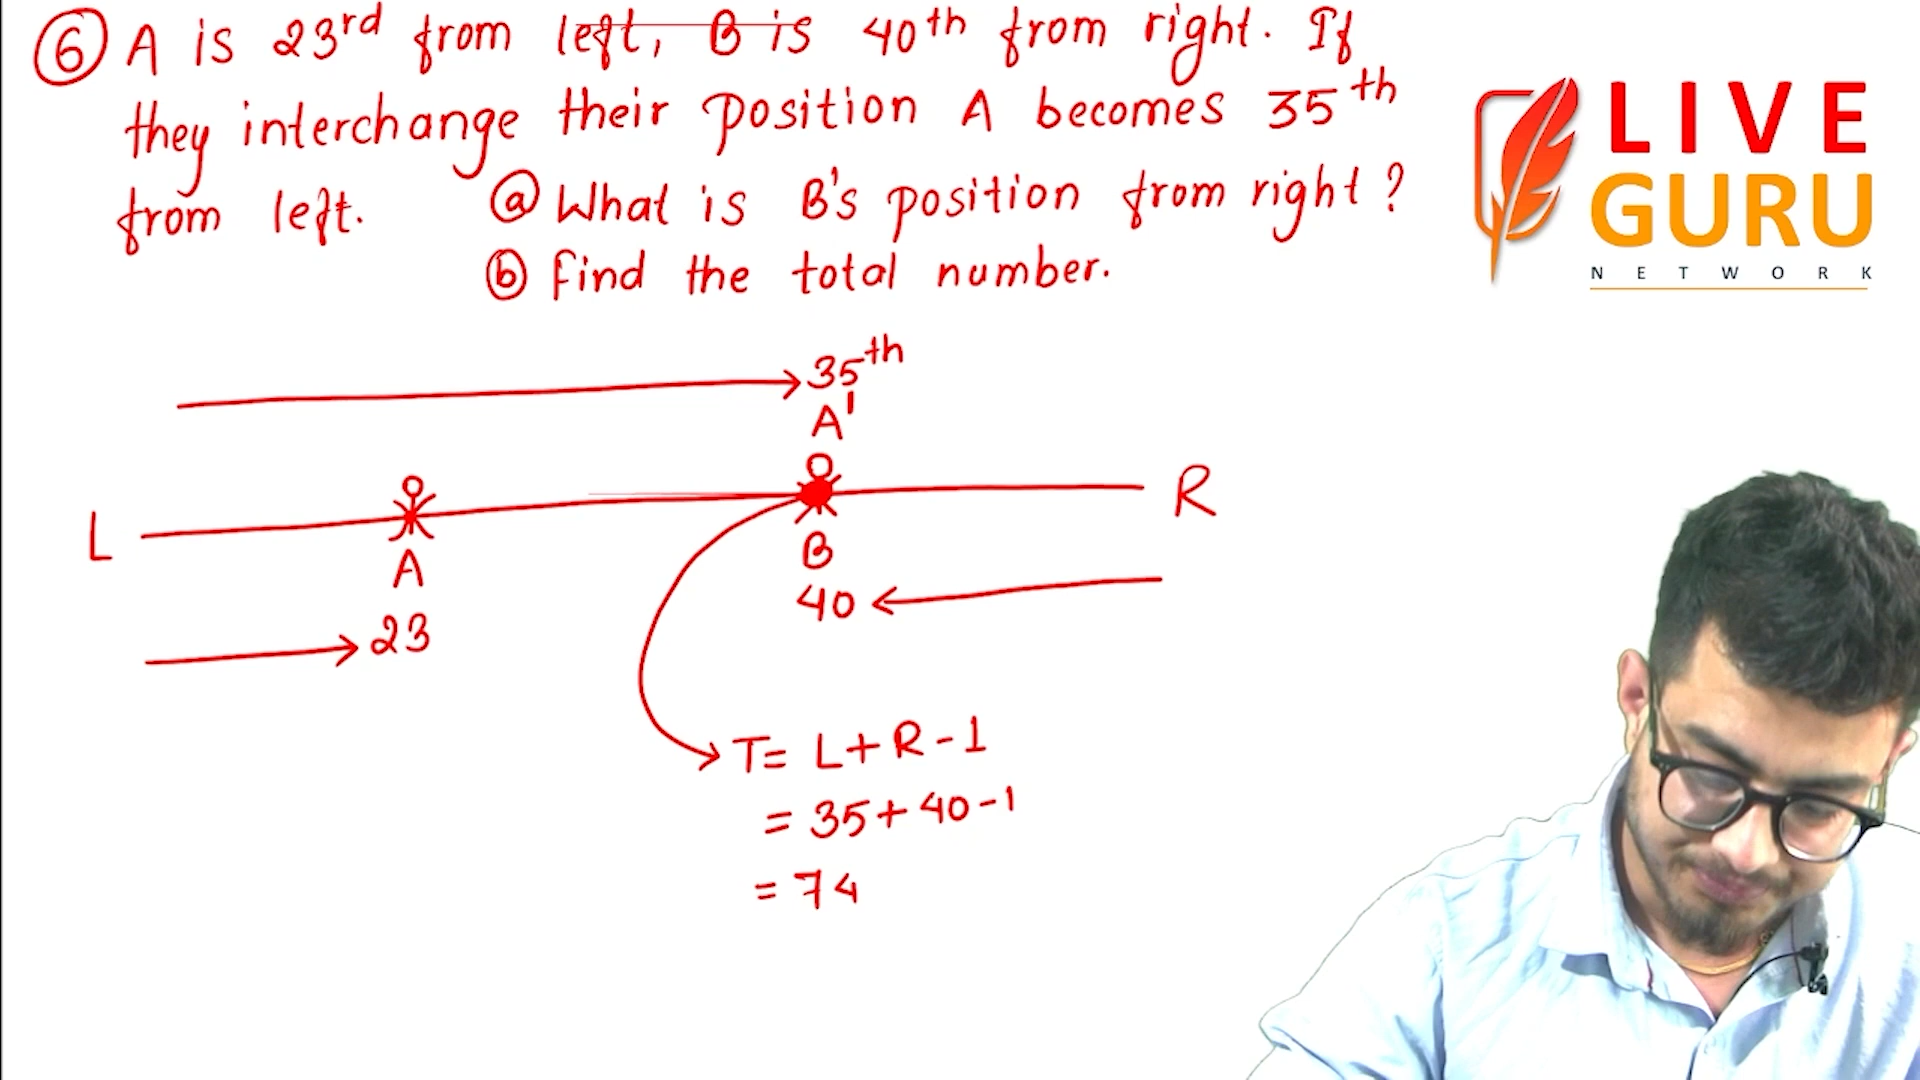 6 A is 23rd from left, B is 40th from right. If
they interchange their position A becomes 35th
from left. a What is B's position from right?
b Find the total number.
LIVE
GURU
NETWORK
35th
A'
L
R
A
B
23
40
T = L+R-1
= 35+40-1
= 74